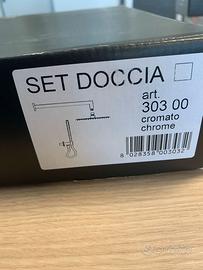 SET DOCCIA
art.
303 00
cromato
chrome
8 028358 003032